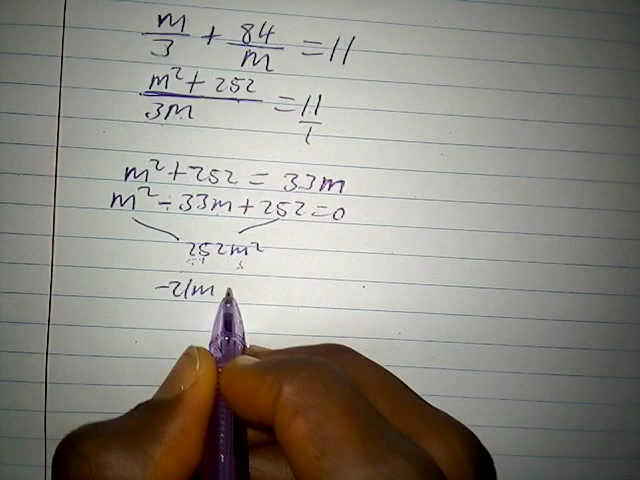 m/3 + 84/m = 11
m² + 252/3m = 11/1
m² + 252 = 33m
m² - 33m + 252 = 0
252m²
-21m